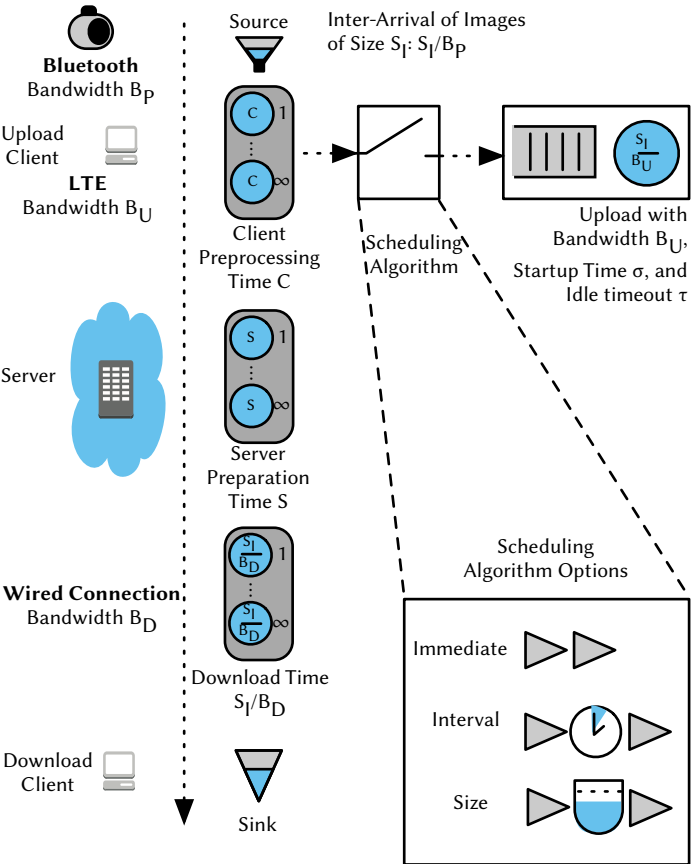 Source
Inter-Arrival of Images
of Size S_I: S_I/B_P
Bluetooth
Bandwidth B_P
Upload
Client
LTE
Bandwidth B_U
C 1
C ∞
Client
Preprocessing
Time C
Scheduling
Algorithm
S_I
B_U
Upload with
Bandwidth B_U,
Startup Time σ, and
Idle timeout τ
Server
S 1
S ∞
Server
Preparation
Time S
Wired Connection
Bandwidth B_D
S_I
B_D
1
S_I
B_D
∞
Download Time
S_I/B_D
Download
Client
Sink
Scheduling
Algorithm Options
Immediate
Interval
Size